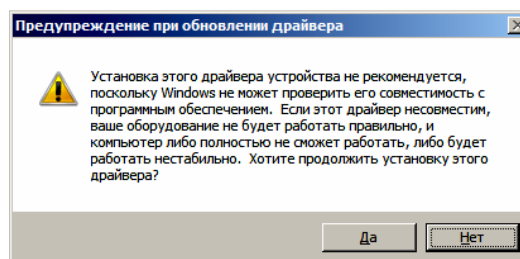 Предупреждение при обновлении драйвера
Установка этого драйвера устройства не рекомендуется,
поскольку Windows не может проверить его совместимость с
программным обеспечением. Если этот драйвер несовместим,
ваше оборудование не будет работать правильно, и
компьютер либо полностью не сможет работать, либо будет
работать нестабильно. Хотите продолжить установку этого
драйвера?
Да
Нет